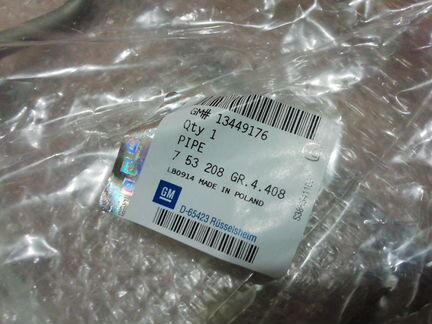 GM# 13449176
Qty 1
PIPE
7 53 208 GR.4.408
LB0914 MADE IN POLAND
GM
D-65423 Rüsselsheim